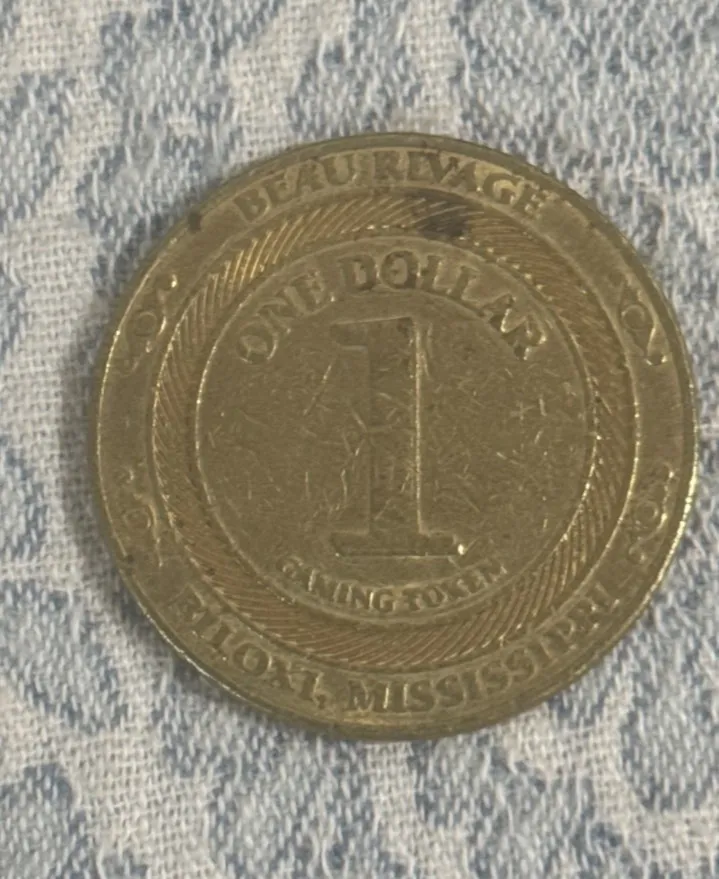 BEAU RIVAGE
ONE DOLLAR
1
GAMING TOKEN
BILOXI, MISSISSIPPI